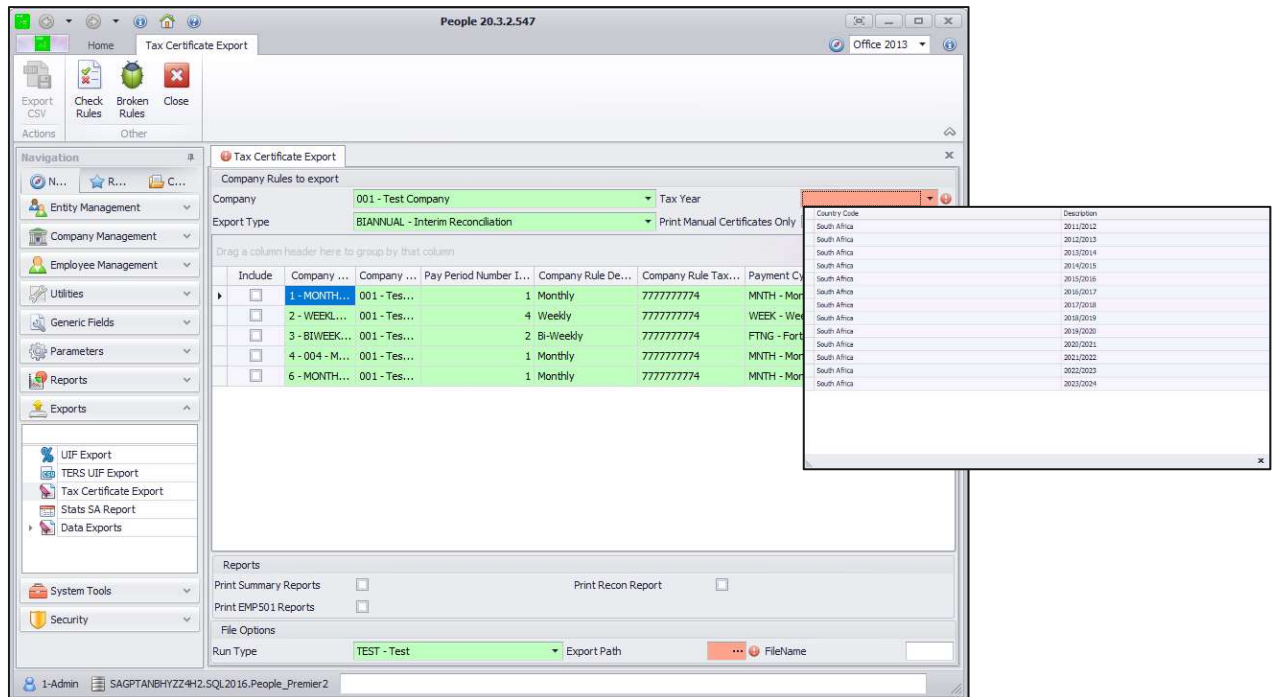 People 20.3.2.547
Home Tax Certificate Export Office 2013
Export CSV Check Rules Broken Rules Close
Actions Other
Navigation
N... R... C...
Entity Management
Company Management
Employee Management
Utilities
Generic Fields
Parameters
Reports
Exports
UIF Export
TERS UIF Export
Tax Certificate Export
Stats SA Report
Data Exports
System Tools
Security
Tax Certificate Export
Company Rules to export
Company 001 - Test Company Tax Year
Export Type BIANNUAL - Interim Reconciliation Print Manual Certificates Only
Drag a column header here to group by that column
Include Company ... Company ... Pay Period Number I... Company Rule De... Company Rule Tax... Payment Cy
1 - MONTH... 001 - Tes... 1 Monthly 7777777774 MNTH - Mon
2 - WEEKL... 001 - Tes... 4 Weekly 7777777774 WEEK - Wee
3 - BIWEEK... 001 - Tes... 2 Bi-Weekly 7777777774 FTNG - Fort
4 - 004 - M... 001 - Tes... 1 Monthly 7777777774 MNTH - Mon
6 - MONTH... 001 - Tes... 1 Monthly 7777777774 MNTH - Mon
Country Code Description
South Africa 2011/2012
South Africa 2012/2013
South Africa 2013/2014
South Africa 2014/2015
South Africa 2015/2016
South Africa 2016/2017
South Africa 2017/2018
South Africa 2018/2019
South Africa 2019/2020
South Africa 2020/2021
South Africa 2021/2022
South Africa 2022/2023
South Africa 2023/2024
Reports
Print Summary Reports Print Recon Report
Print EMP501 Reports
File Options
Run Type TEST - Test Export Path ... FileName
1-Admin SAGPTANBHYZZ4H2.SQL2016.People_Premier2